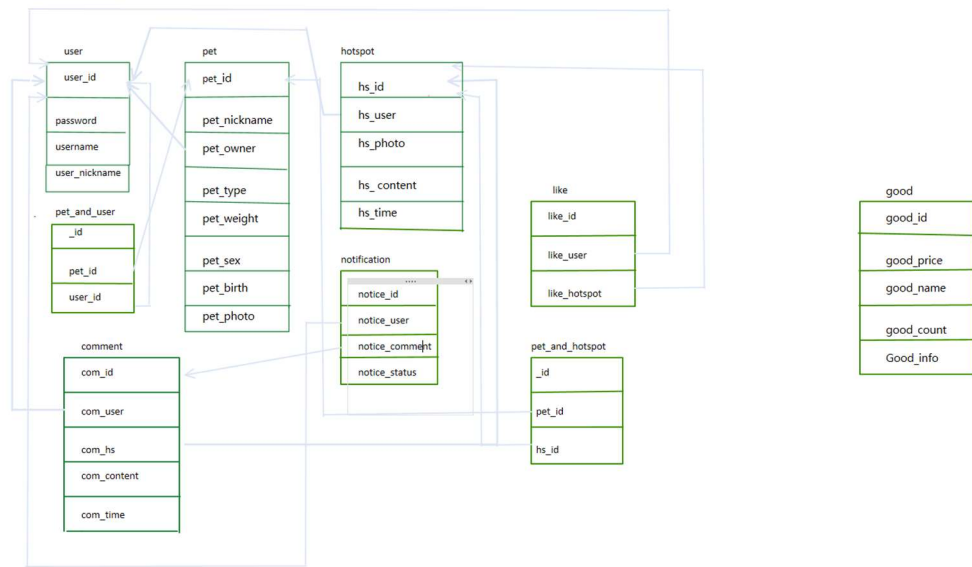 user
user_id
password
username
user_nickname
pet
pet_id
pet_nickname
pet_owner
pet_type
pet_weight
pet_sex
pet_birth
pet_photo
hotspot
hs_id
hs_user
hs_photo
hs_ content
hs_time
pet_and_user
_id
pet_id
user_id
notification
notice_id
notice_user
notice_comment
notice_status
like
like_id
like_user
like_hotspot
good
good_id
good_price
good_name
good_count
Good_info
comment
com_id
com_user
com_hs
com_content
com_time
pet_and_hotspot
_id
pet_id
hs_id